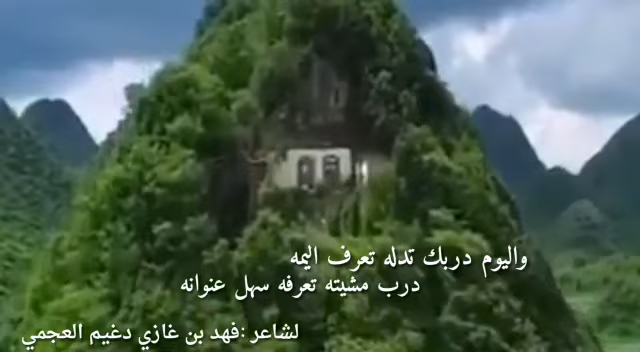 واليوم دربك تدله تعرف اليمه
درب مشيته تعرفه سهل عنوانه
لشاعر :فهد بن غازي دغيم العجمي